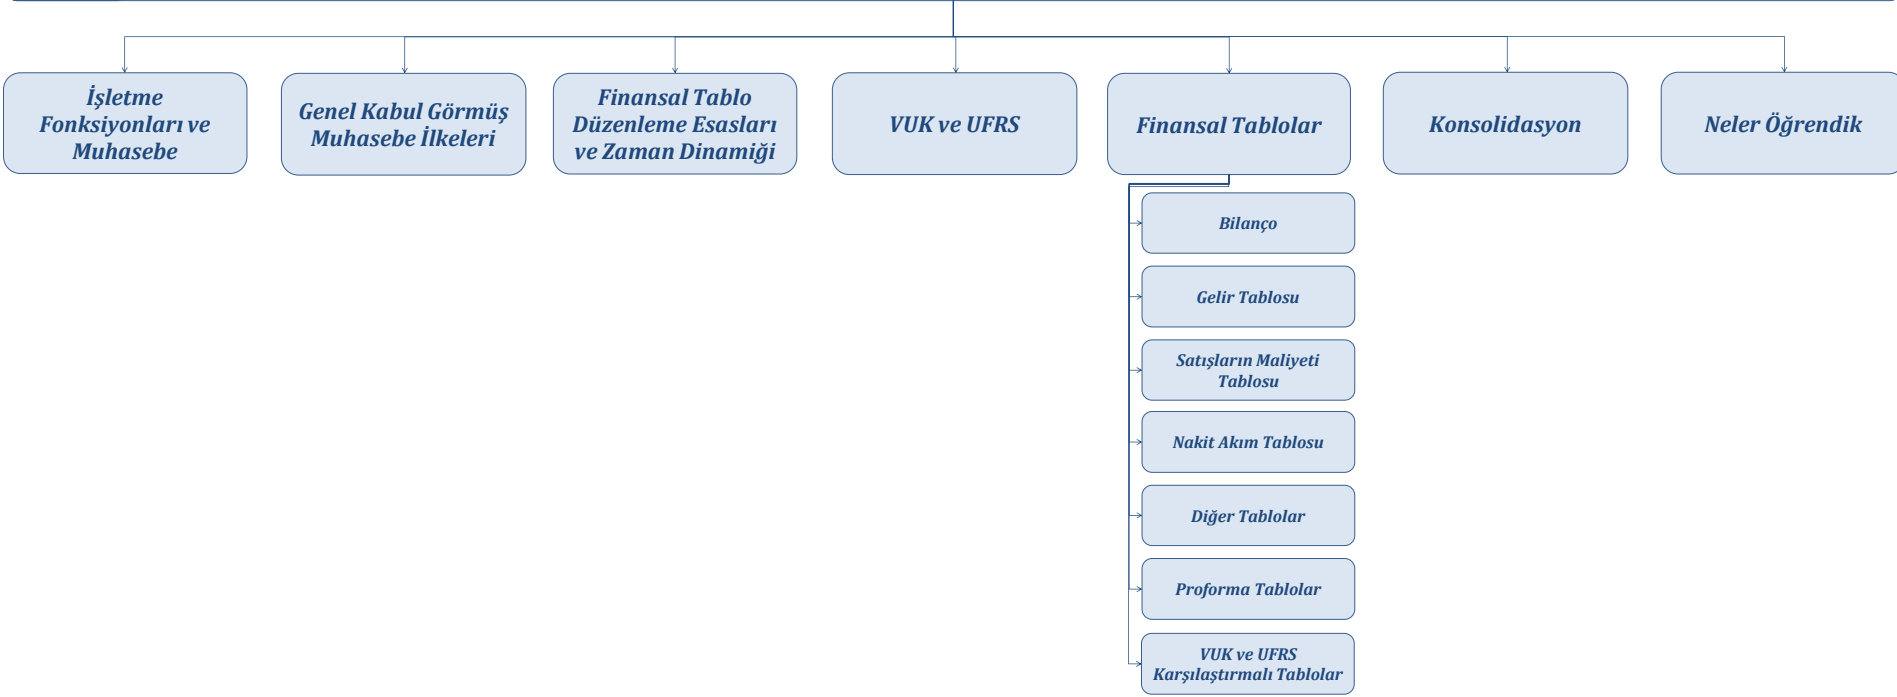 İşletme
Fonksiyonları ve
Muhasebe
Genel Kabul Görmüş
Muhasebe İlkeleri
Finansal Tablo
Düzenleme Esasları
ve Zaman Dinamiği
VUK ve UFRS
Finansal Tablolar
Konsolidasyon
Neler Öğrendik
Bilanço
Gelir Tablosu
Satışların Maliyeti
Tablosu
Nakit Akım Tablosu
Diğer Tablolar
Proforma Tablolar
VUK ve UFRS
Karşılaştırmalı Tablolar